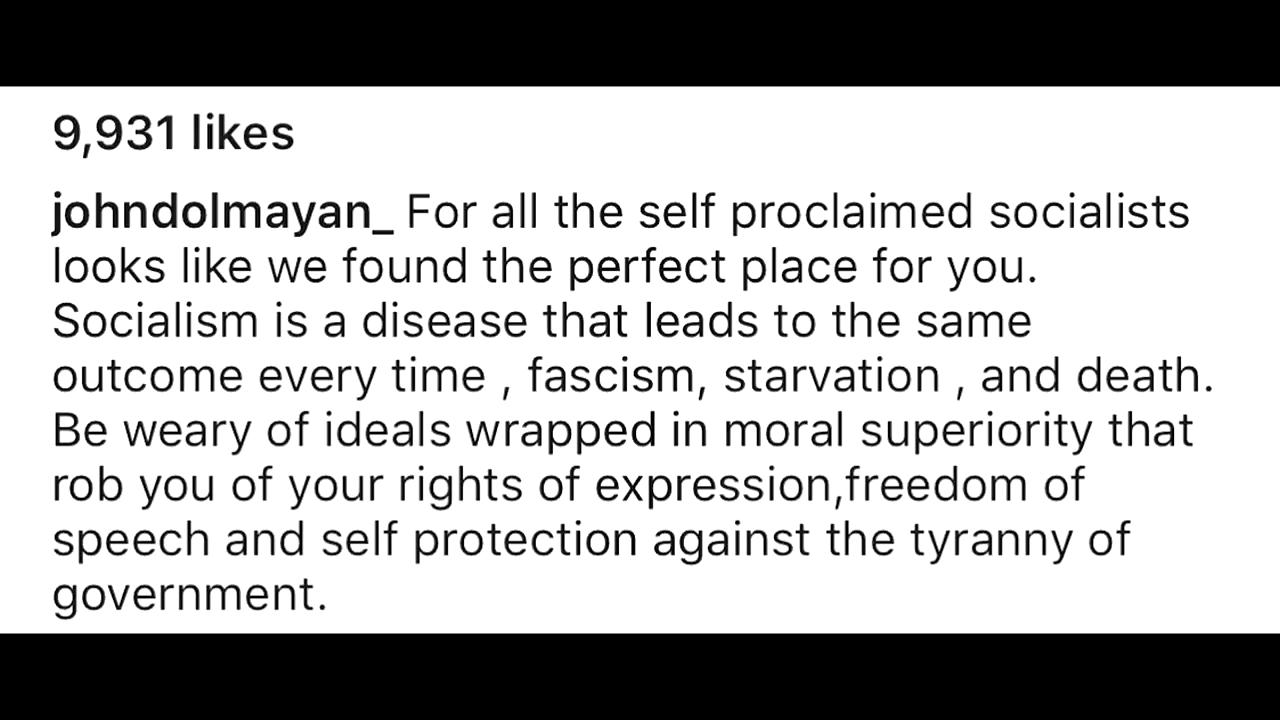 9,931 likes
johndolmayan_ For all the self proclaimed socialists
looks like we found the perfect place for you.
Socialism is a disease that leads to the same
outcome every time , fascism, starvation , and death.
Be weary of ideals wrapped in moral superiority that
rob you of your rights of expression,freedom of
speech and self protection against the tyranny of
government.